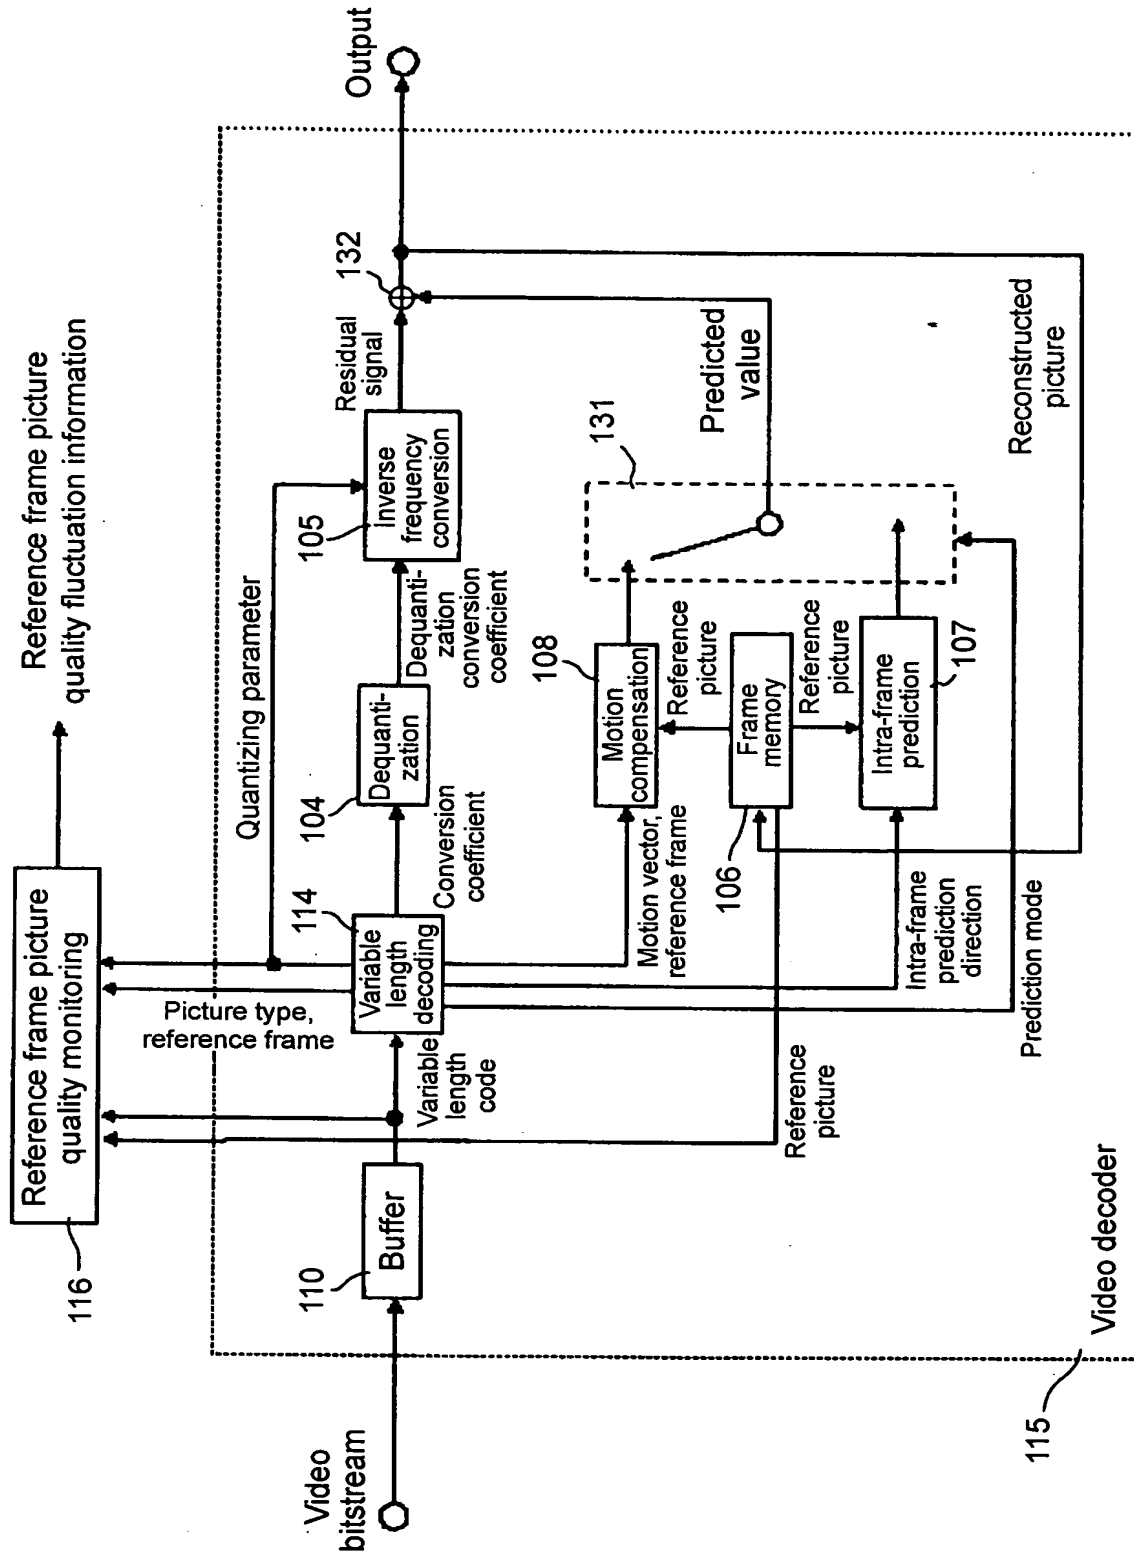 Reference frame picture
quality fluctuation information
116
Reference frame picture
quality monitoring
Quantizing parameter
Picture type,
reference frame
Video
bitstream
110
Buffer
Variable
length
code
114
Variable
length
decoding
Conversion
coefficient
104
Dequanti-
zation
Dequanti-
zation
conversion
coefficient
105
Inverse
frequency
conversion
Residual
signal
132
Output
Motion vector,
reference frame
108
Motion
compensation
131
Predicted
value
Reference
picture
106
Frame
memory
Reference
picture
Reference
picture
Intra-frame
prediction
direction
Intra-frame
prediction
107
Prediction mode
Reconstructed
picture
115
Video decoder